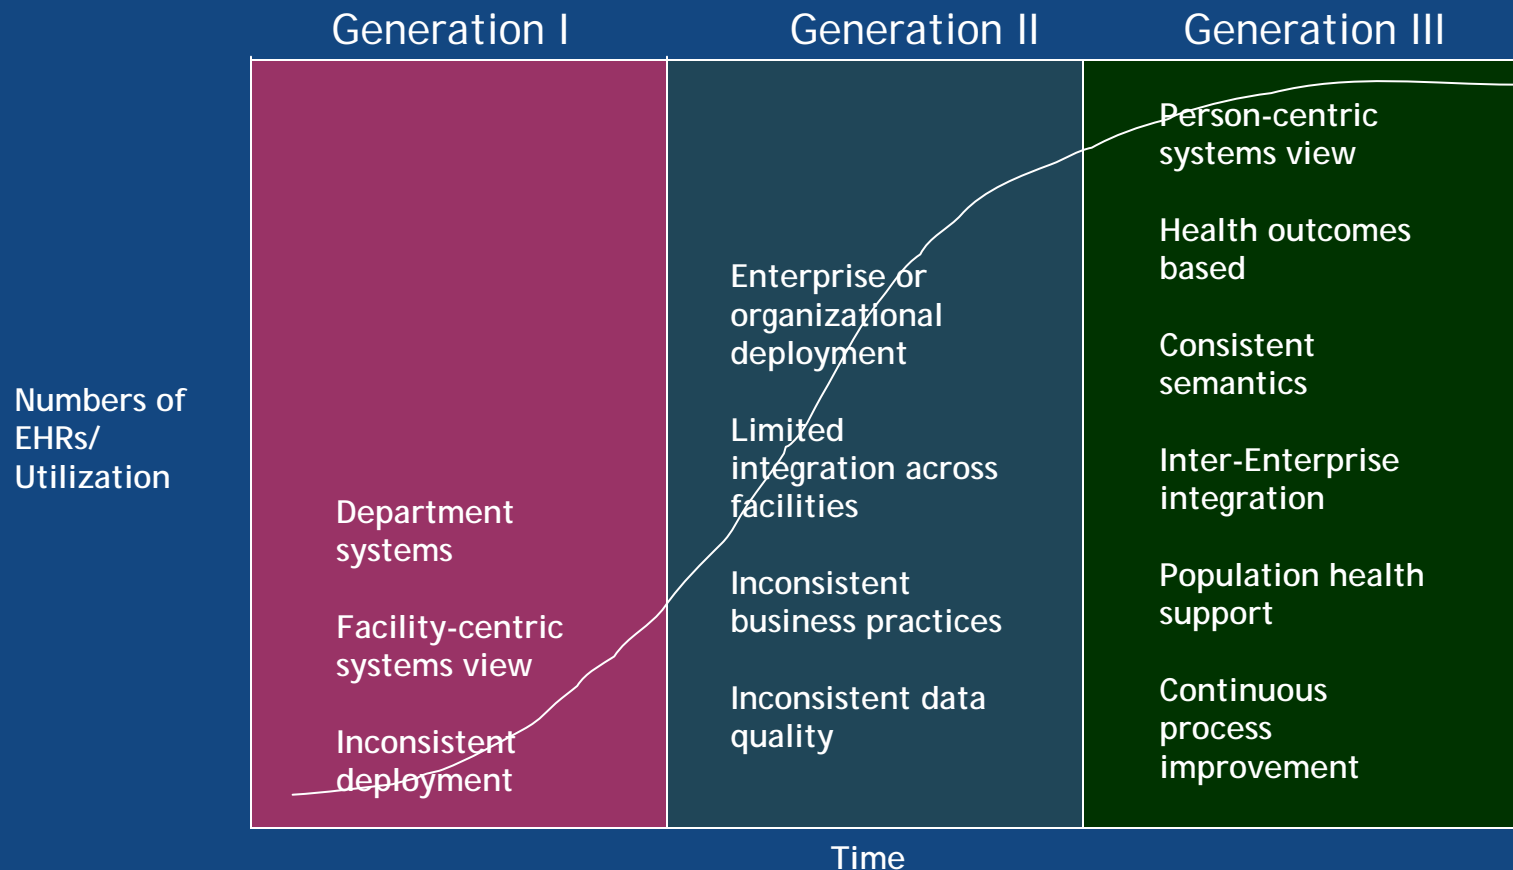 Generation I
Generation II
Generation III
Numbers of
EHRs/
Utilization
Department
systems
Facility-centric
systems view
Inconsistent
deployment
Enterprise or
organizational
deployment
Limited
integration across
facilities
Inconsistent
business practices
Inconsistent data
quality
Person-centric
systems view
Health outcomes
based
Consistent
semantics
Inter-Enterprise
integration
Population health
support
Continuous
process
improvement
Time